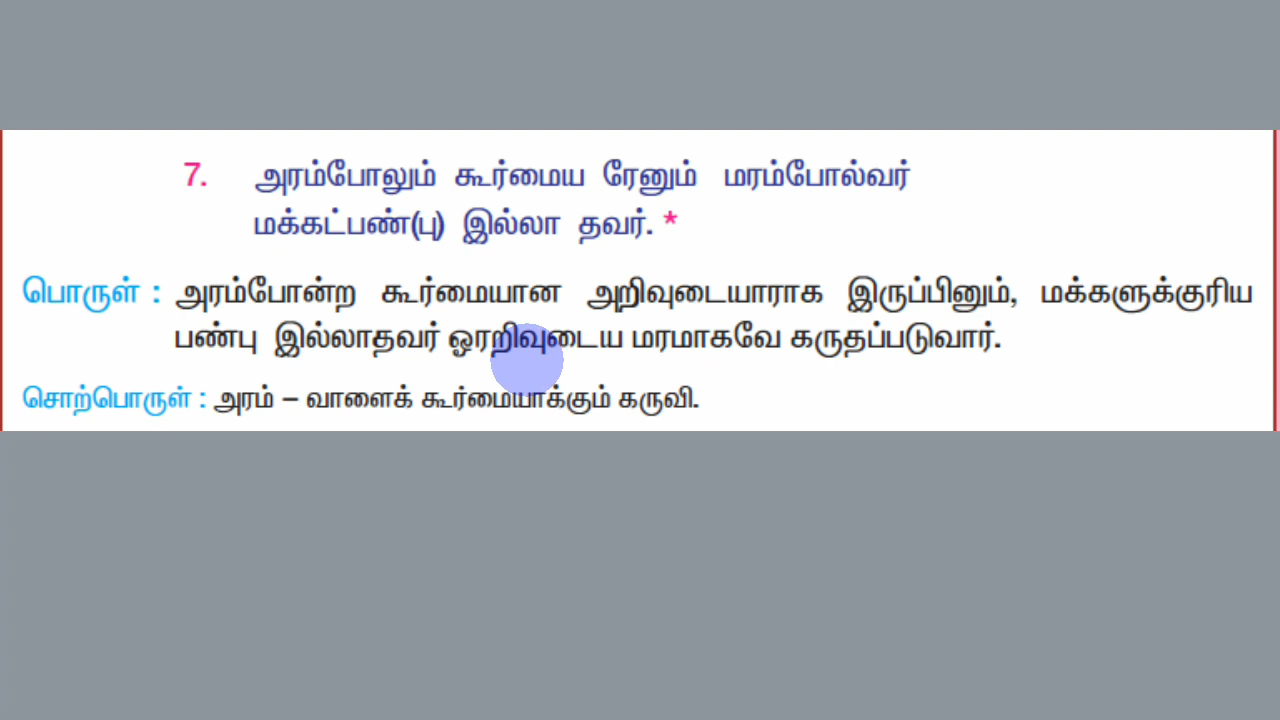 7. அரம்போலும் கூர்மைய ரேனும் மரம்போல்வர்
மக்கட்பண்(பு) இல்லா தவர். *
பொருள் : அரம்போன்ற கூர்மையான அறிவுடையாராக இருப்பினும், மக்களுக்குரிய
பண்பு இல்லாதவர் ஓரறிவுடைய மரமாகவே கருதப்படுவார்.
சொற்பொருள் : அரம் – வாளைக் கூர்மையாக்கும் கருவி.